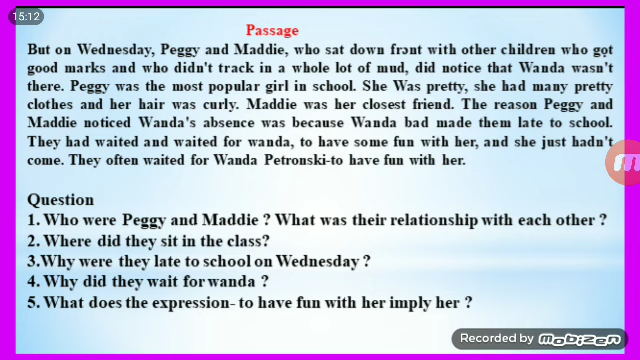 15:12
Passage
But on Wednesday, Peggy and Maddie, who sat down front with other children who got
good marks and who didn't track in a whole lot of mud, did notice that Wanda wasn't
there. Peggy was the most popular girl in school. She Was pretty, she had many pretty
clothes and her hair was curly. Maddie was her closest friend. The reason Peggy and
Maddie noticed Wanda's absence was because Wanda bad made them late to school.
They had waited and waited for wanda, to have some fun with her, and she just hadn't
come. They often waited for Wanda Petronski-to have fun with her.
Question
1. Who were Peggy and Maddie ? What was their relationship with each other ?
2. Where did they sit in the class?
3.Why were they late to school on Wednesday ?
4. Why did they wait for wanda ?
5. What does the expression- to have fun with her imply her ?
Recorded by
MOBIZEN